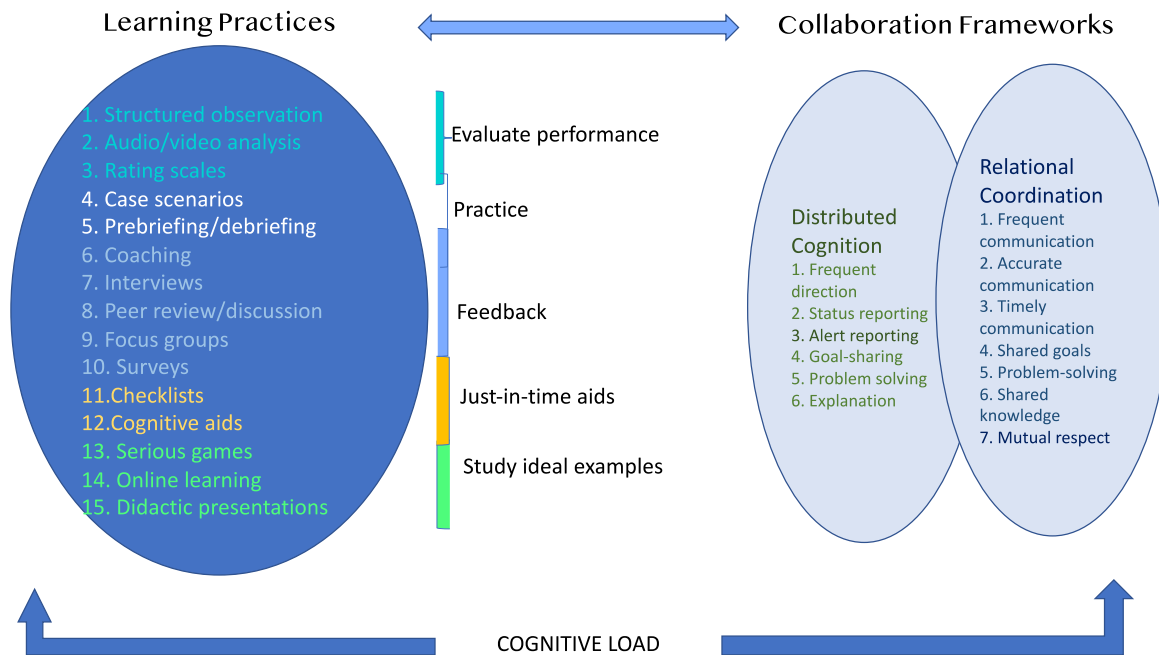 Learning Practices
Collaboration Frameworks
1. Structured observation
2. Audio/video analysis
3. Rating scales
4. Case scenarios
5. Prebriefing/debriefing
6. Coaching
7. Interviews
8. Peer review/discussion
9. Focus groups
10. Surveys
11.Checklists
12.Cognitive aids
13. Serious games
14. Online learning
15. Didactic presentations
Evaluate performance
Practice
Feedback
Just-in-time aids
Study ideal examples
Distributed
Cognition
1. Frequent
direction
2. Status reporting
3. Alert reporting
4. Goal-sharing
5. Problem solving
6. Explanation
Relational
Coordination
1. Frequent
communication
2. Accurate
communication
3. Timely
communication
4. Shared goals
5. Problem-solving
6. Shared
knowledge
7. Mutual respect
COGNITIVE LOAD